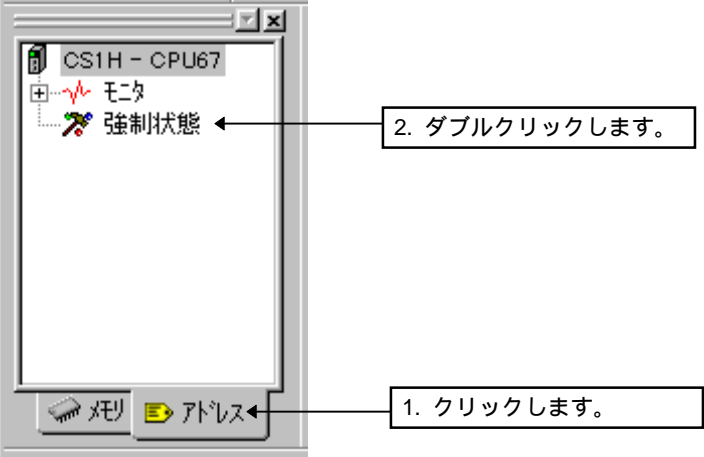 CS1H - CPU67
モニタ
強制状態
2. ダブルクリックします。
メモリ
アドレス
1. クリックします。